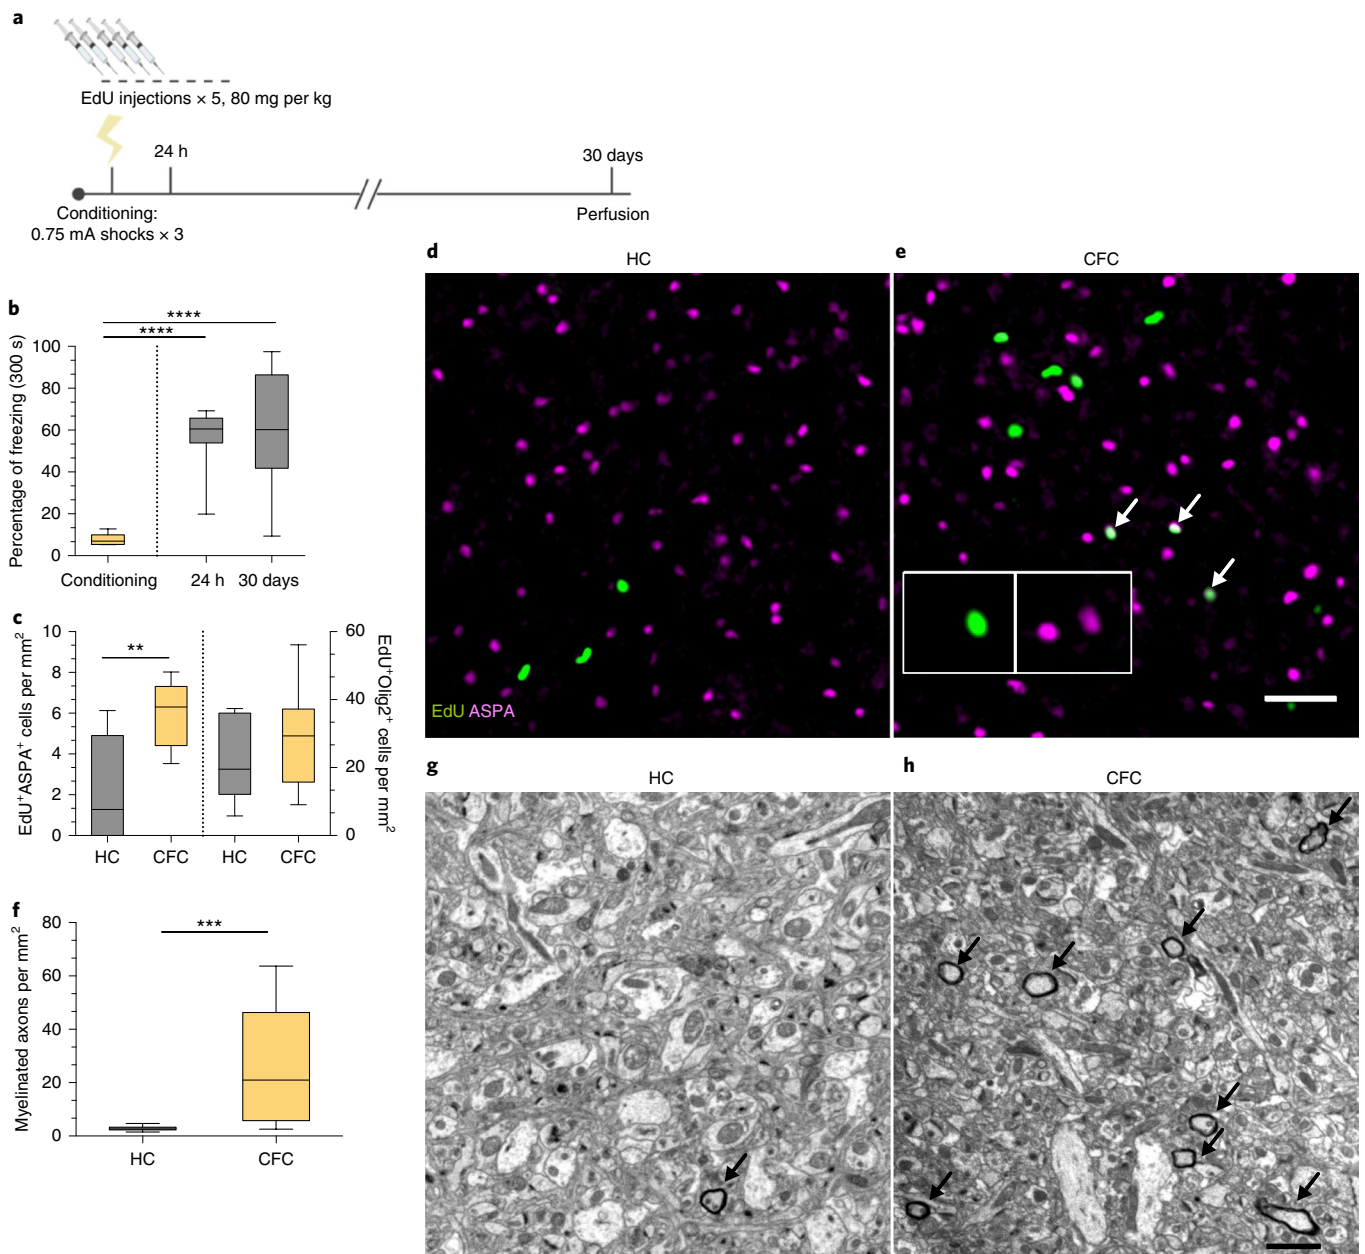 a
EdU injections × 5, 80 mg per kg
24 h
30 days
Conditioning:
0.75 mA shocks × 3
Perfusion
b
****
****
Percentage of freezing (300 s)
100
80
60
40
20
0
Conditioning
24 h
30 days
c
**
EdU⁺ASPA⁺ cells per mm²
10
8
6
4
2
0
60
40
20
0
EdU⁺Olig2⁺ cells per mm²
HC
CFC
HC
CFC
f
***
Myelinated axons per mm²
80
60
40
20
0
HC
CFC
d
HC
EdU ASPA
e
CFC
g
HC
h
CFC